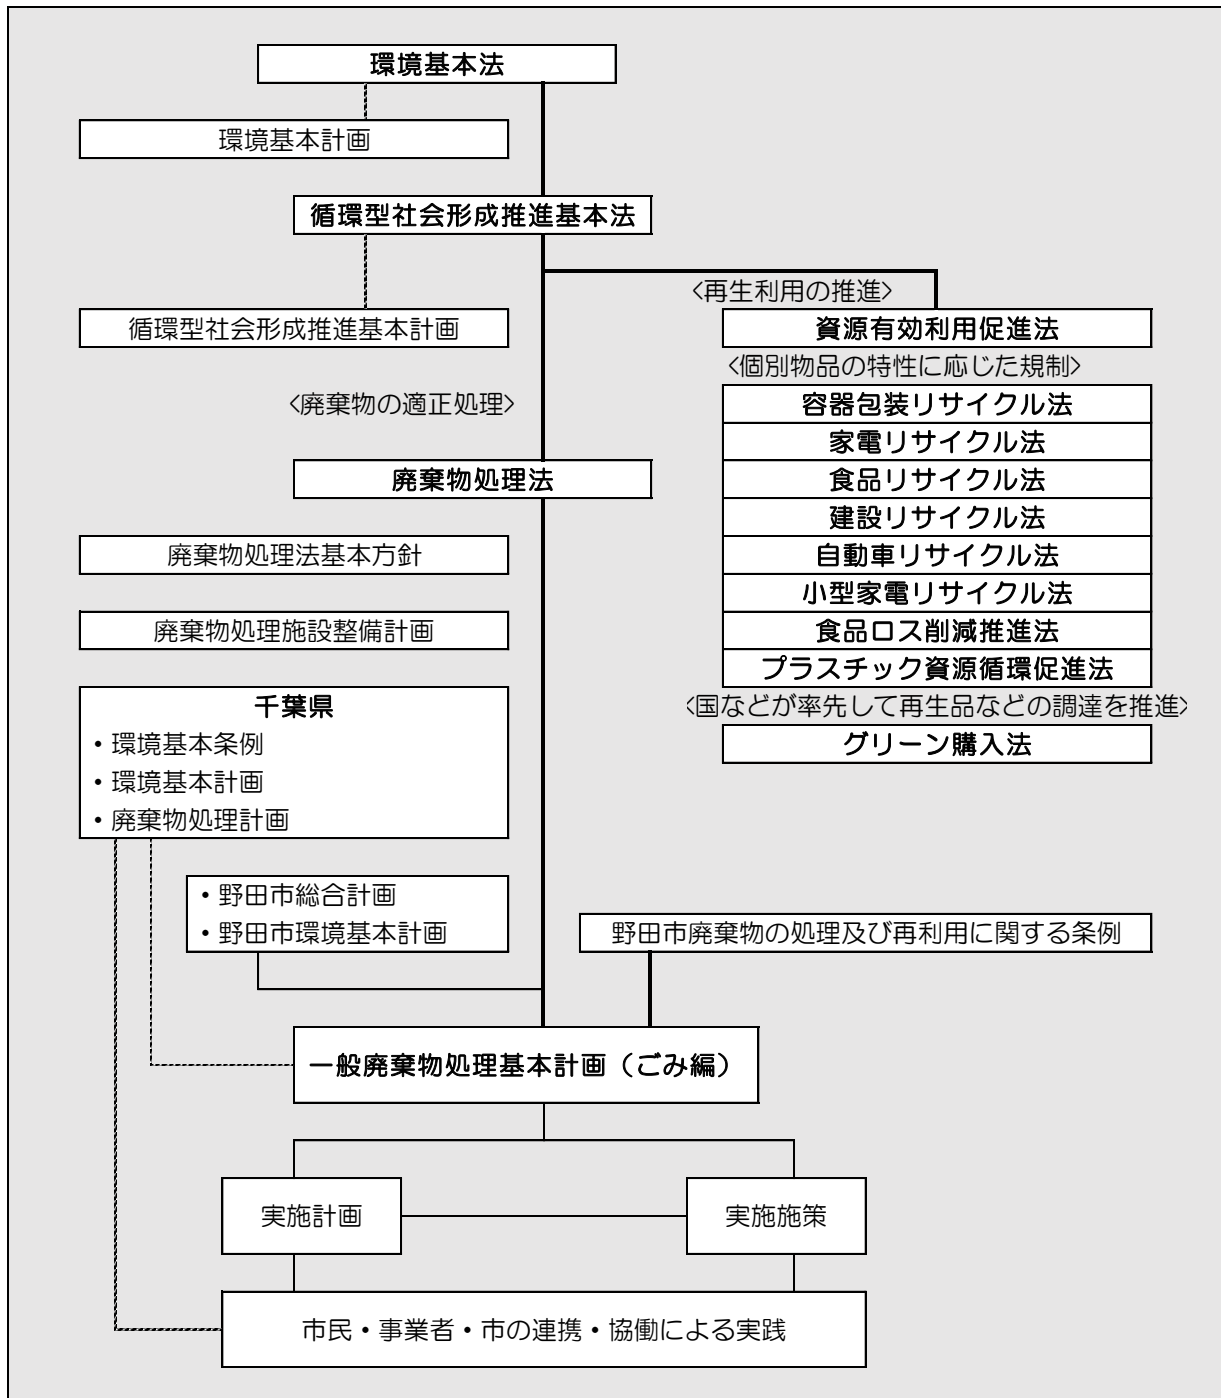 環境基本法
環境基本計画
循環型社会形成推進基本法
<再生利用の推進>
循環型社会形成推進基本計画
資源有効利用促進法
<個別物品の特性に応じた規制>
<廃棄物の適正処理>
容器包装リサイクル法
家電リサイクル法
廃棄物処理法
食品リサイクル法
建設リサイクル法
廃棄物処理法基本方針
自動車リサイクル法
小型家電リサイクル法
廃棄物処理施設整備計画
食品ロス削減推進法
プラスチック資源循環促進法
千葉県
・環境基本条例
・環境基本計画
・廃棄物処理計画
<国などが率先して再生品などの調達を推進>
グリーン購入法
・野田市総合計画
・野田市環境基本計画
野田市廃棄物の処理及び再利用に関する条例
一般廃棄物処理基本計画（ごみ編）
実施計画
実施施策
市民・事業者・市の連携・協働による実践